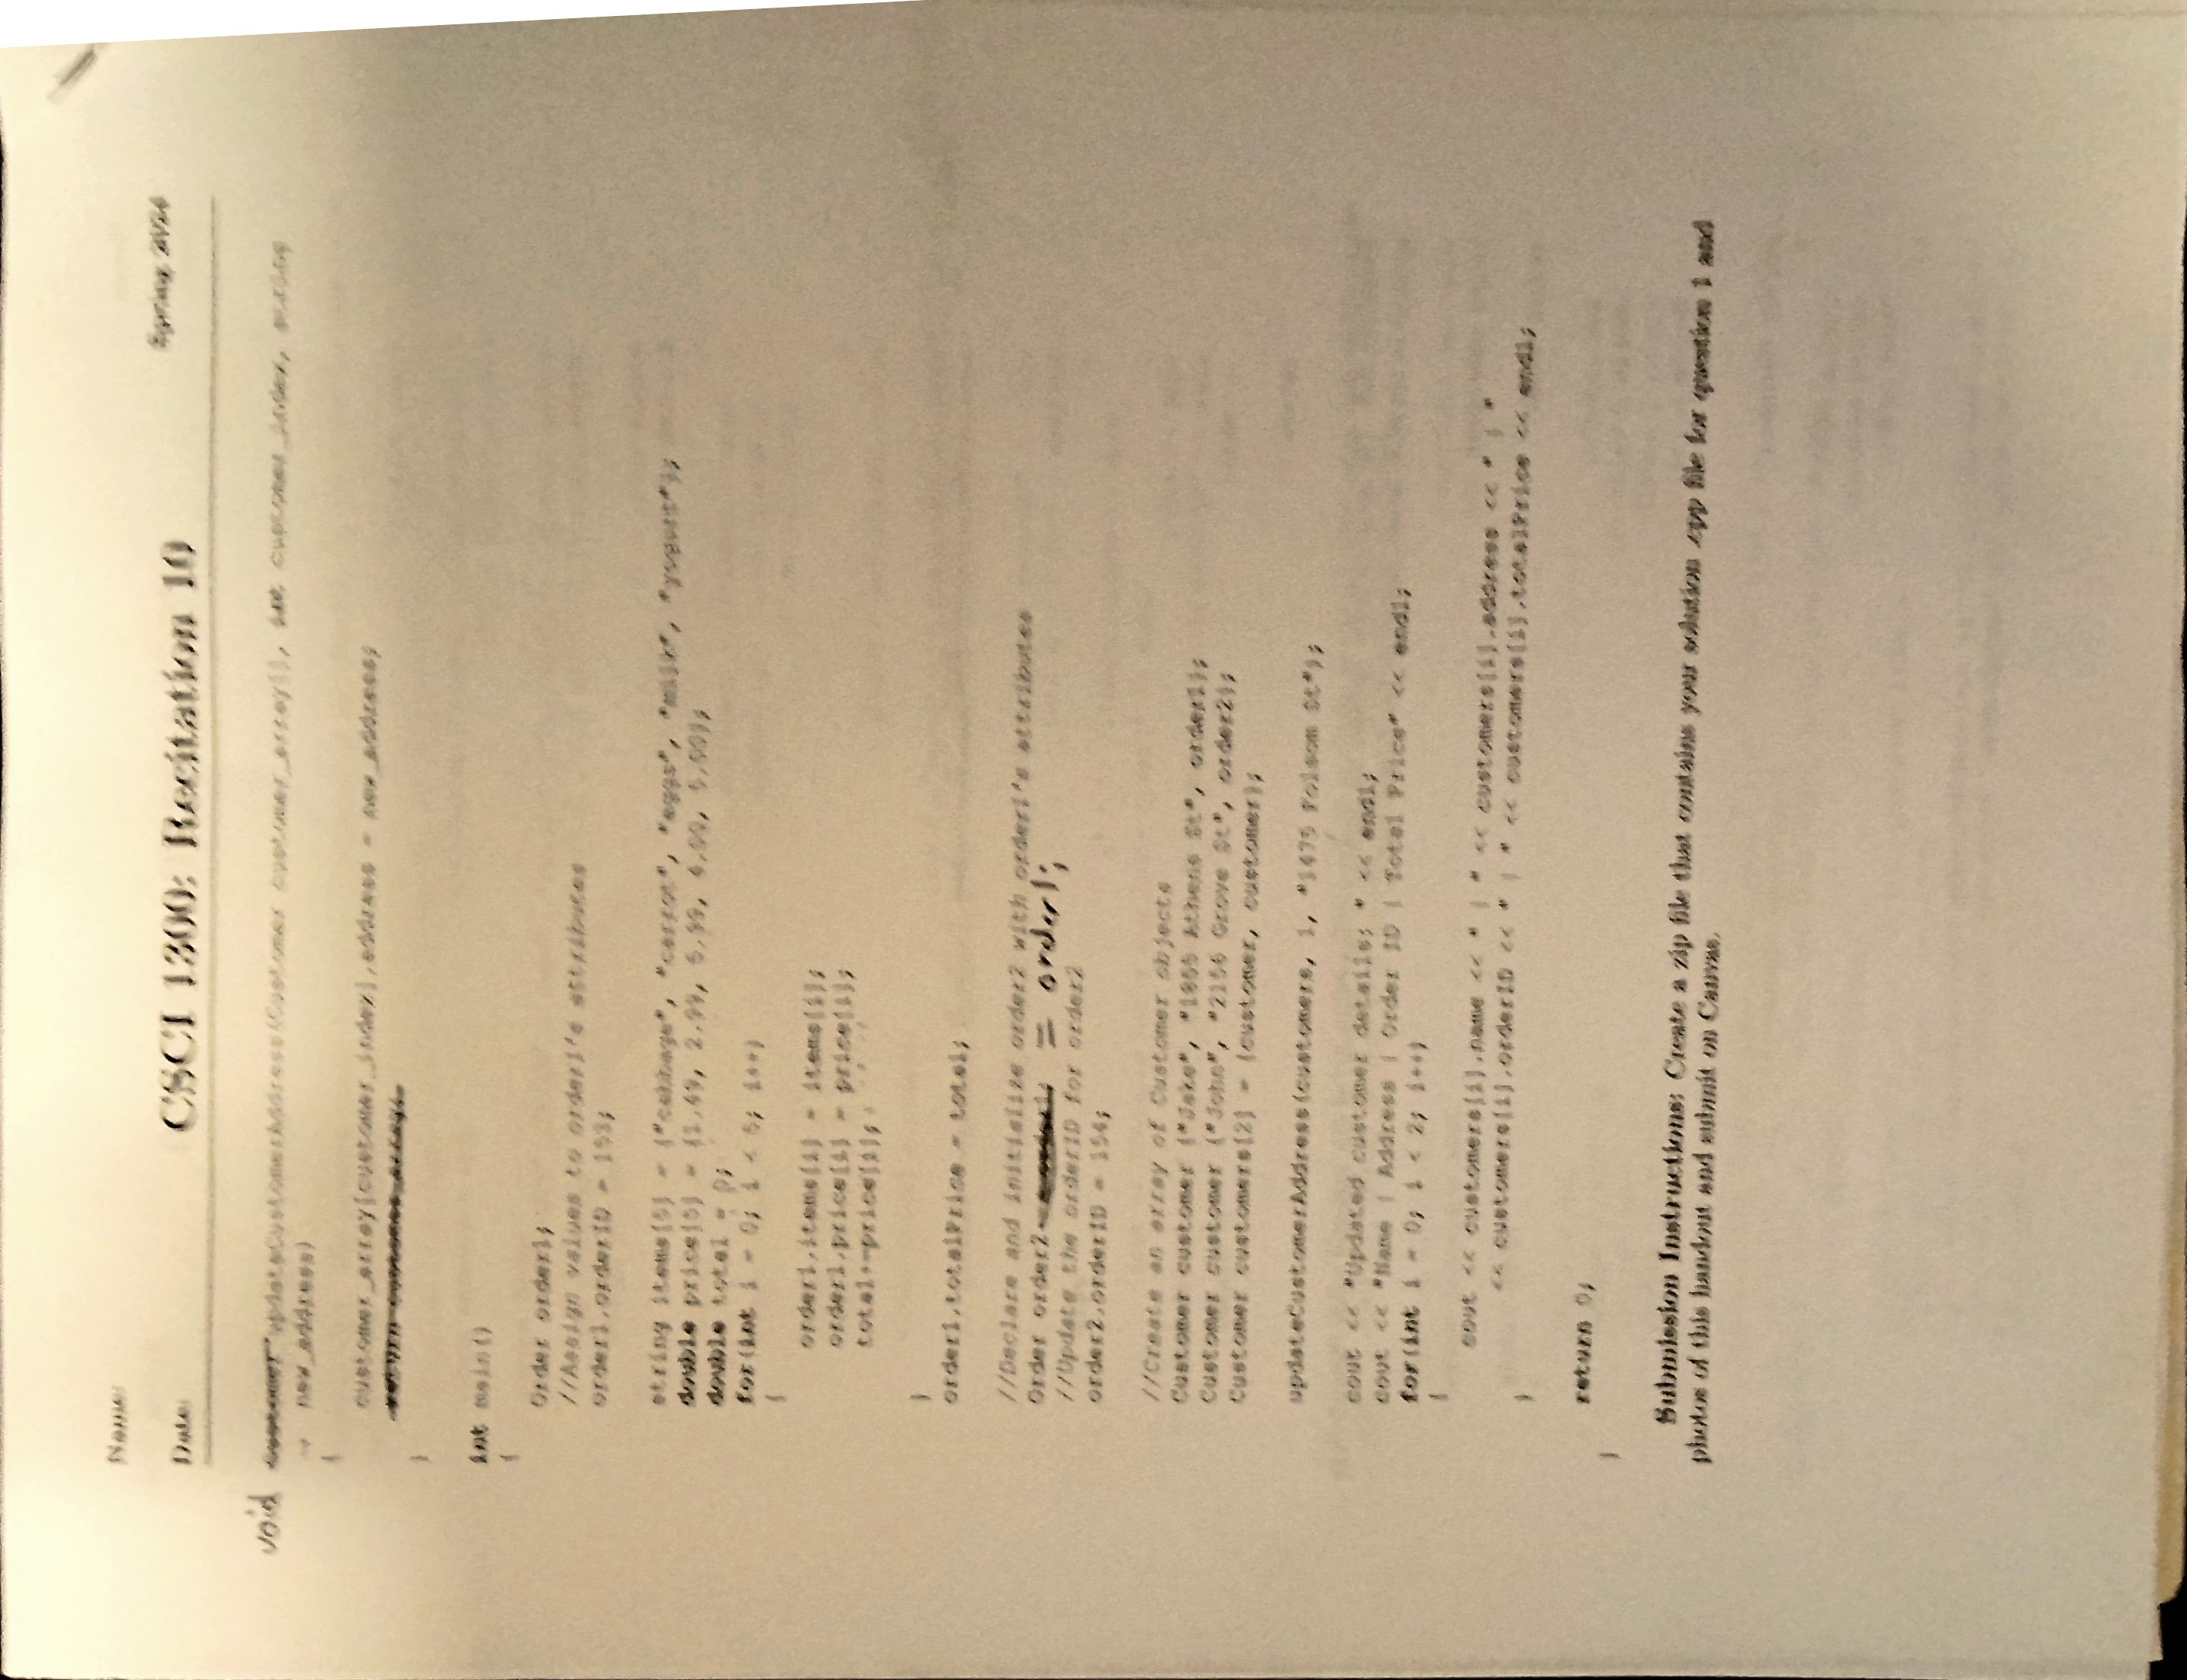 Name
CSCI 1300: Recitation 10
Spring 2024
Date
void updateCustomerAddress(Customer customer_array[], int customer_index, string
new_address)
{
customer_array[customer_index].address = new_address;
return customer_array;
}
int main()
{
Order order1;
//Assign values to order1's attributes
order1.orderID = 153;
string items[5] = {"cabbage", "carrot", "eggs", "milk", "yogurt"};
double price[5] = {1.49, 2.99, 5.99, 4.00, 5.00};
double total = 0;
for(int i = 0; i < 5; i++)
{
order1.items[i] = items[i];
order1.price[i] = price[i];
total+=price[i];
}
order1.totalPrice = total;
//Declare and initialize order2 with order1's attributes
Order order2 = order1;
//Update the orderID for order2
order2.orderID = 154;
//Create an array of Customer objects
Customer customer {"Jake", "1855 Athens St", order1};
Customer customer {"John", "2156 Grove St", order2};
Customer customers[2] = {customer, customer};
updateCustomerAddress(customers, 1, "1475 Folsom St");
cout << "Updated customer details: " << endl;
cout << "Name | Address | Order ID | Total Price" << endl;
for(int i = 0; i < 2; i++)
{
cout << customers[i].name << " | " << customers[i].address << " | "
<< customers[i].orderID << " | " << customers[i].totalPrice << endl;
}
return 0;
}
Submission Instructions: Create a zip file that contains your solution .cpp file for question 1 and
photos of this handout and submit on Canvas.